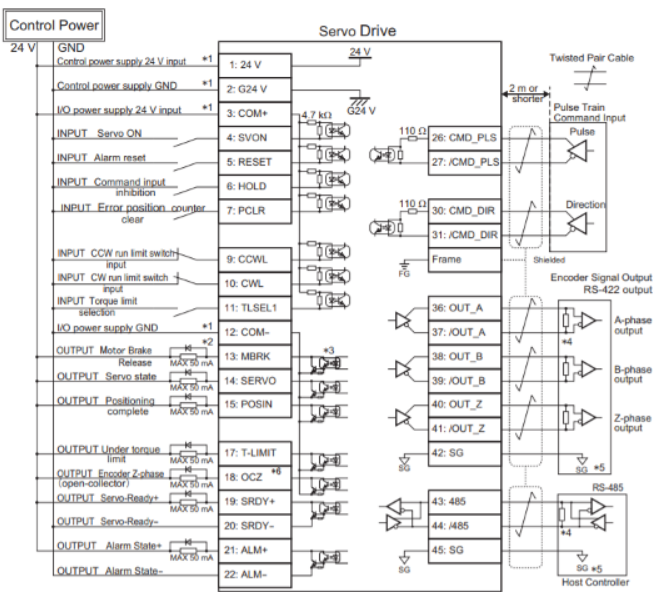 Control Power
Servo Drive
24 V
GND
Control power supply 24 V input *1
1: 24 V
24 V
Control power supply GND *1
2: G24 V
G24 V
I/O power supply 24 V input *1
3: COM+
4.7 kΩ
INPUT Servo ON
4: SVON
INPUT Alarm reset
5: RESET
INPUT Command input
inhibition
6: HOLD
INPUT Error position counter
clear
7: PCLR
INPUT CCW run limit switch
input
9: CCWL
INPUT CW run limit switch
input
10: CWL
INPUT Torque limit
selection
11: TLSEL1
I/O power supply GND *1
12: COM−
*2
OUTPUT Motor Brake
Release
MAX 50 mA
13: MBRK
*3
OUTPUT Servo state
MAX 50 mA
14: SERVO
OUTPUT Positioning
complete
MAX 50 mA
15: POSIN
OUTPUT Under torque
limit
MAX 50 mA
17: T-LIMIT
OUTPUT Encoder Z-phase
(open-collector)
MAX 50 mA
18: OCZ *6
OUTPUT Servo-Ready+
MAX 50 mA
19: SRDY+
OUTPUT Servo-Ready−
20: SRDY−
OUTPUT Alarm State+
MAX 50 mA
21: ALM+
OUTPUT Alarm State−
22: ALM−
Twisted Pair Cable
2 m or
shorter
Pulse Train
Command Input
110 Ω
26: CMD_PLS
Pulse
27: /CMD_PLS
110 Ω
30: CMD_DIR
Direction
31: /CMD_DIR
FG
Frame
Shielded
Encoder Signal Output
RS-422 output
36: OUT_A
37: /OUT_A
*4
A-phase
output
38: OUT_B
39: /OUT_B
B-phase
output
40: OUT_Z
41: /OUT_Z
Z-phase
output
42: SG
SG
SG *5
RS-485
43: 485
44: /485
*4
45: SG
SG
SG *5
Host Controller